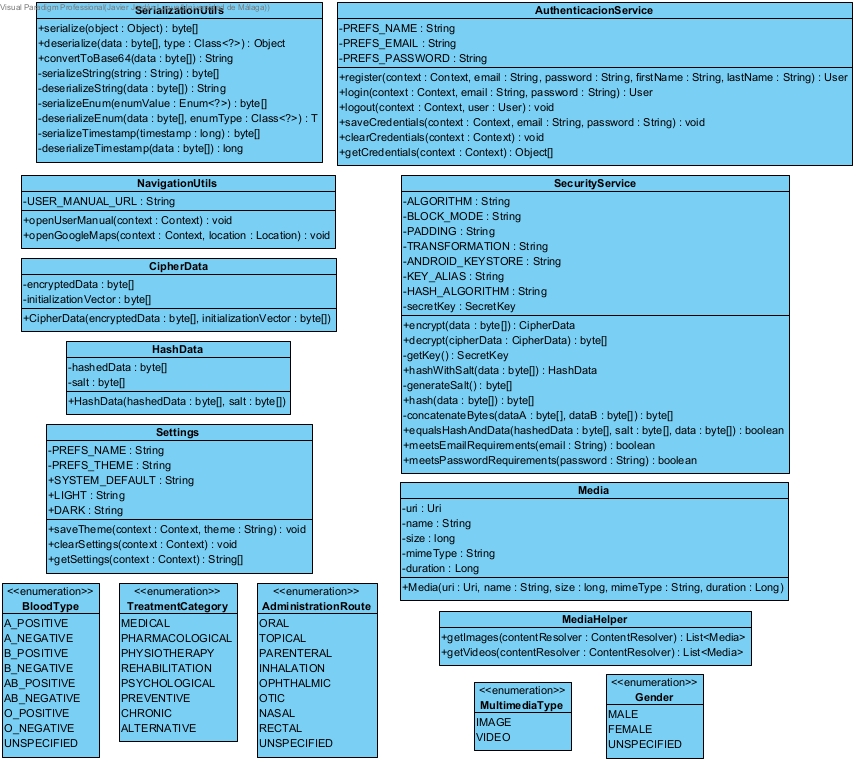 Visual Paradigm Professional(Javier J
de Málaga))
SerializationUtils
+serialize(object : Object) : byte[]
+deserialize(data : byte[], type : Class<?>) : Object
+convertToBase64(data : byte[]) : String
-serializeString(string : String) : byte[]
-deserializeString(data : byte[]) : String
-serializeEnum(enumValue : Enum<?>) : byte[]
-deserializeEnum(data : byte[], enumType : Class<?>) : T
-serializeTimestamp(timestamp : long) : byte[]
-deserializeTimestamp(data : byte[]) : long
AuthenticacionService
-PREFS_NAME : String
-PREFS_EMAIL : String
-PREFS_PASSWORD : String
+register(context : Context, email : String, password : String, firstName : String, lastName : String) : User
+login(context : Context, email : String, password : String) : User
+logout(context : Context, user : User) : void
+saveCredentials(context : Context, email : String, password : String) : void
+clearCredentials(context : Context) : void
+getCredentials(context : Context) : Object[]
NavigationUtils
-USER_MANUAL_URL : String
+openUserManual(context : Context) : void
+openGoogleMaps(context : Context, location : Location) : void
SecurityService
-ALGORITHM : String
-BLOCK_MODE : String
-PADDING : String
-TRANSFORMATION : String
-ANDROID_KEYSTORE : String
-KEY_ALIAS : String
-HASH_ALGORITHM : String
-secretKey : SecretKey
+encrypt(data : byte[]) : CipherData
+decrypt(cipherData : CipherData) : byte[]
-getKey() : SecretKey
+hashWithSalt(data : byte[]) : HashData
-generateSalt() : byte[]
+hash(data : byte[]) : byte[]
-concatenateBytes(dataA : byte[], dataB : byte[]) : byte[]
+equalsHashAndData(hashedData : byte[], salt : byte[], data : byte[]) : boolean
+meetsEmailRequirements(email : String) : boolean
+meetsPasswordRequirements(password : String) : boolean
CipherData
-encryptedData : byte[]
-initializationVector : byte[]
+CipherData(encryptedData : byte[], initializationVector : byte[])
HashData
-hashedData : byte[]
-salt : byte[]
+HashData(hashedData : byte[], salt : byte[])
Settings
-PREFS_NAME : String
-PREFS_THEME : String
+SYSTEM_DEFAULT : String
+LIGHT : String
+DARK : String
+saveTheme(context : Context, theme : String) : void
+clearSettings(context : Context) : void
+getSettings(context : Context) : String[]
Media
-uri : Uri
-name : String
-size : long
-mimeType : String
-duration : Long
+Media(uri : Uri, name : String, size : long, mimeType : String, duration : Long)
<<enumeration>>
BloodType
A_POSITIVE
A_NEGATIVE
B_POSITIVE
B_NEGATIVE
AB_POSITIVE
AB_NEGATIVE
O_POSITIVE
O_NEGATIVE
UNSPECIFIED
<<enumeration>>
TreatmentCategory
MEDICAL
PHARMACOLOGICAL
PHYSIOTHERAPY
REHABILITATION
PSYCHOLOGICAL
PREVENTIVE
CHRONIC
ALTERNATIVE
<<enumeration>>
AdministrationRoute
ORAL
TOPICAL
PARENTERAL
INHALATION
OPHTHALMIC
OTIC
NASAL
RECTAL
UNSPECIFIED
MediaHelper
+getImages(contentResolver : ContentResolver) : List<Media>
+getVideos(contentResolver : ContentResolver) : List<Media>
<<enumeration>>
MultimediaType
IMAGE
VIDEO
<<enumeration>>
Gender
MALE
FEMALE
UNSPECIFIED